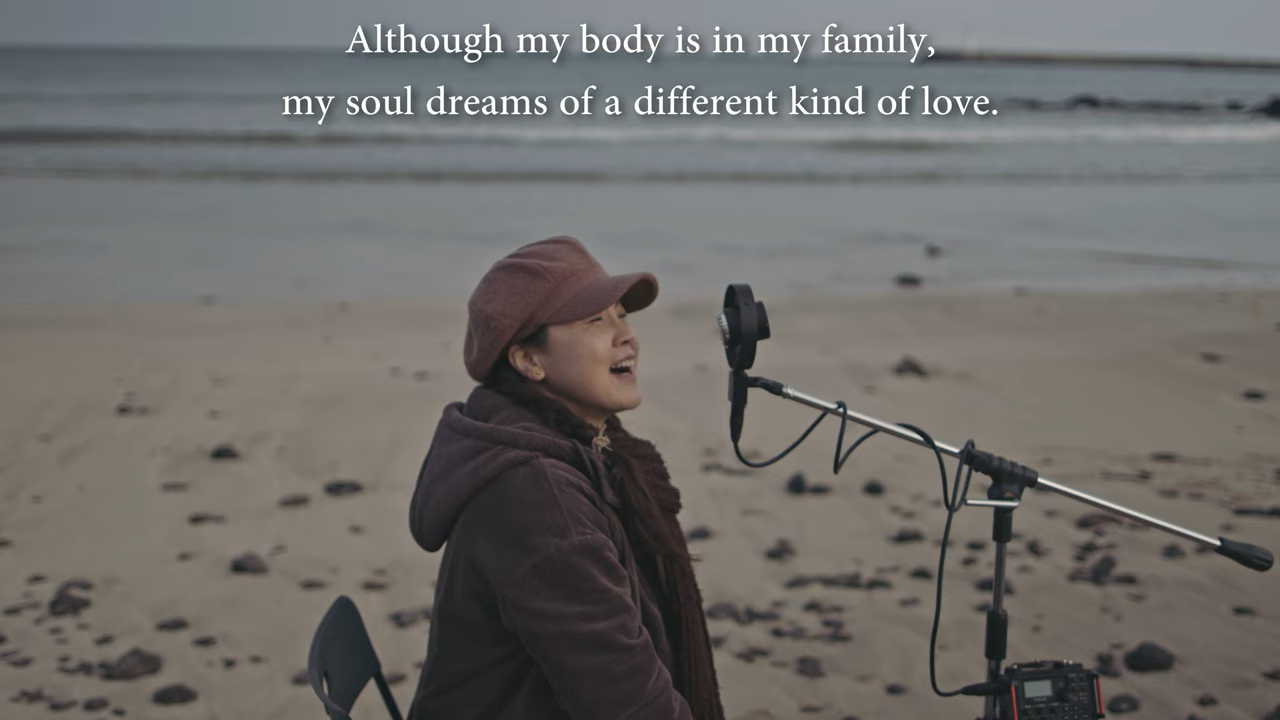 Although my body is in my family,
my soul dreams of a different kind of love.